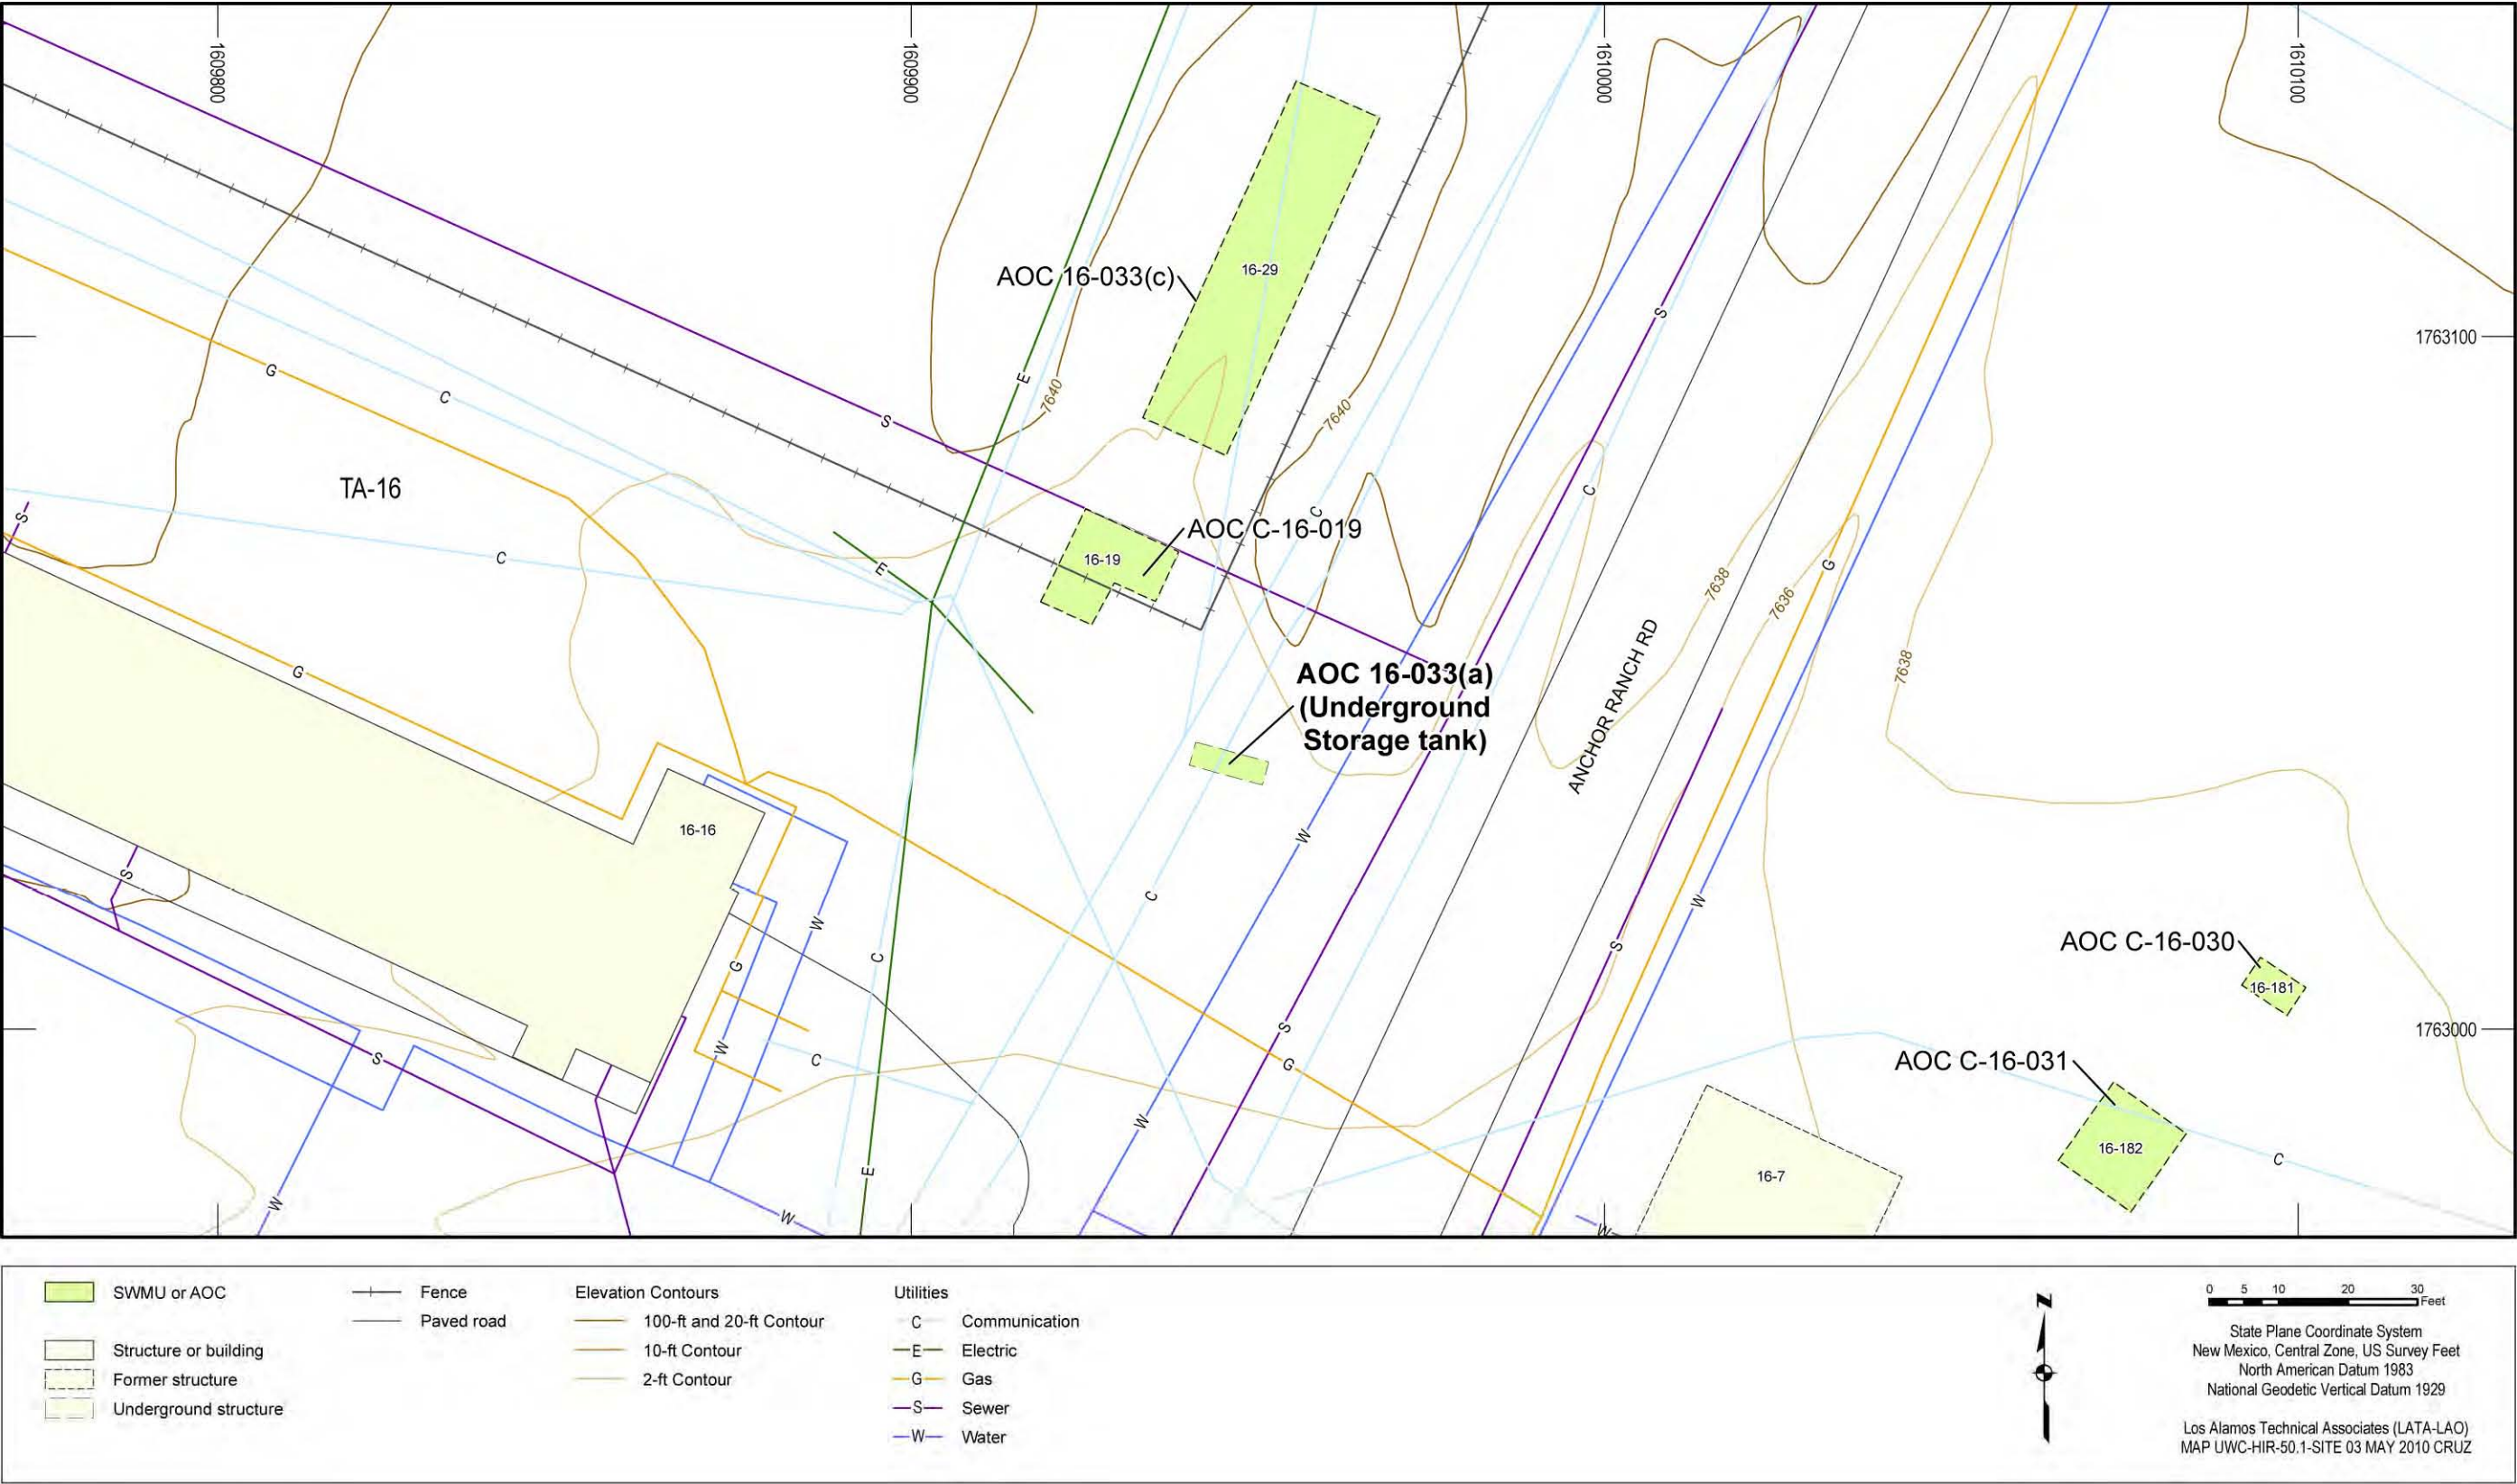 1609800
1609900
1610000
1610100
AOC 16-033(c)
16-29
1763100
G
E
S
C
7640
7640
S
C
TA-16
S
C
C
C
AOC C-16-019
16-19
E
7638
7636
G
G
ANCHOR RANCH RD
7638
AOC 16-033(a)
(Underground
Storage tank)
16-16
W
S
C
W
W
S
AOC C-16-030
16-181
C
G
1763000
S
S
W
C
G
AOC C-16-031
16-182
W
E
16-7
C
W
W
W
SWMU or AOC
Structure or building
Former structure
Underground structure
Fence
Paved road
Elevation Contours
100-ft and 20-ft Contour
10-ft Contour
2-ft Contour
Utilities
C Communication
E Electric
G Gas
S Sewer
W Water
N
0 5 10 20 30
Feet
State Plane Coordinate System
New Mexico, Central Zone, US Survey Feet
North American Datum 1983
National Geodetic Vertical Datum 1929
Los Alamos Technical Associates (LATA-LAO)
MAP UWC-HIR-50.1-SITE 03 MAY 2010 CRUZ